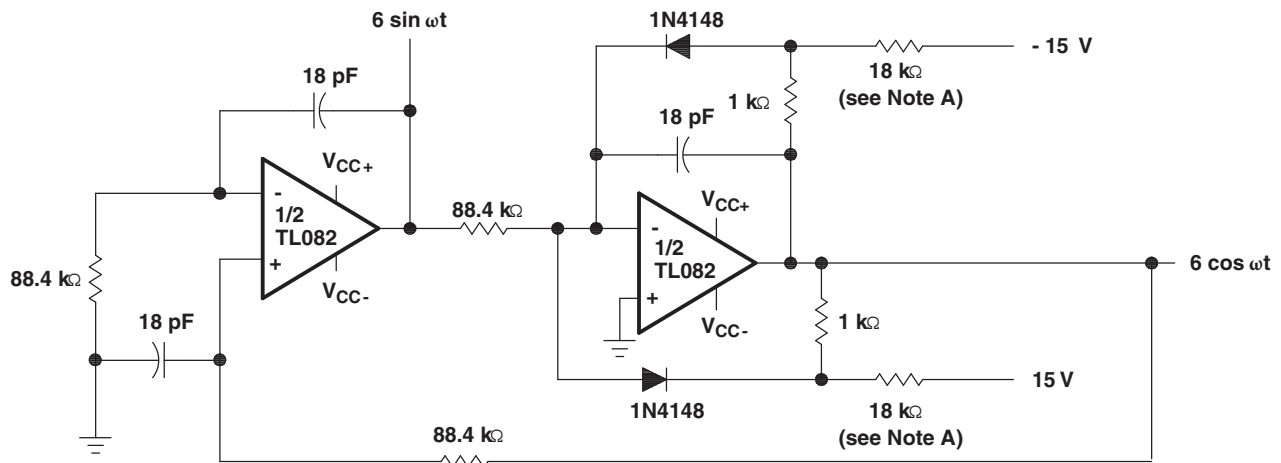 6 sin ωt
1N4148
- 15 V
18 pF
18 kΩ
(see Note A)
1 kΩ
18 pF
VCC+
-
1/2
TL082
+
VCC-
88.4 kΩ
VCC+
-
1/2
TL082
+
VCC-
6 cos ωt
88.4 kΩ
18 pF
1 kΩ
15 V
1N4148
18 kΩ
(see Note A)
88.4 kΩ